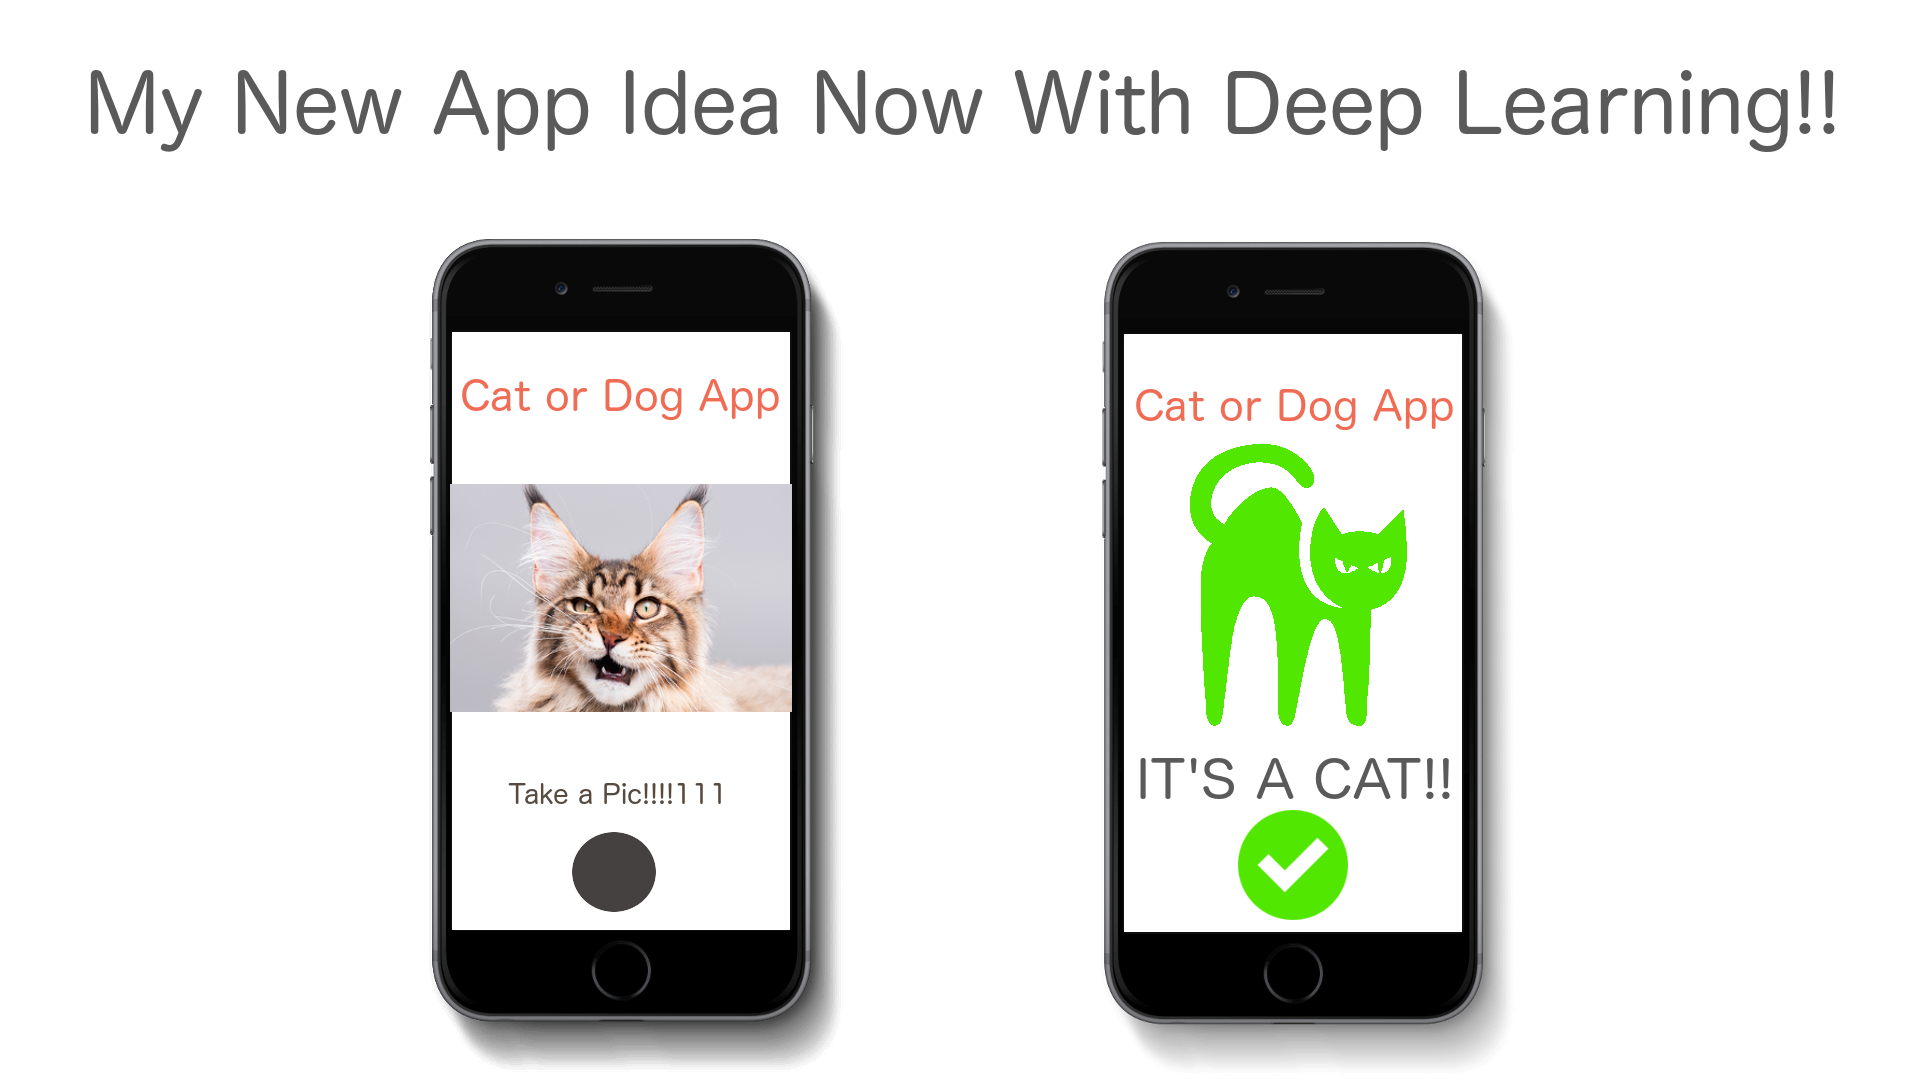 My New App Idea Now With Deep Learning!!
Cat or Dog App
Take a Pic!!!!111
Cat or Dog App
IT'S A CAT!!